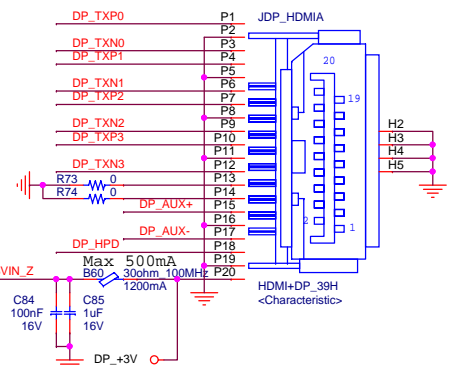 DP_TXP0 P1 JDP_HDMIA
P2
DP_TXN0 P3
DP_TXP1 P4
P5
DP_TXN1 P6
DP_TXP2 P7
P8
DP_TXN2 P9
DP_TXP3 P10
P11
DP_TXN3 P12
R73 0 P13
R74 0 P14
DP_AUX+ P15
P16
DP_AUX- P17
DP_HPD P18
P19
P20
20
19
2
1
H2
H3
H4
H5
HDMI+DP_39H
<Characteristic>
Max 500mA
VIN_Z B60 30ohm_100MHz
1200mA
C84 C85
100nF 1uF
16V 16V
DP_+3V